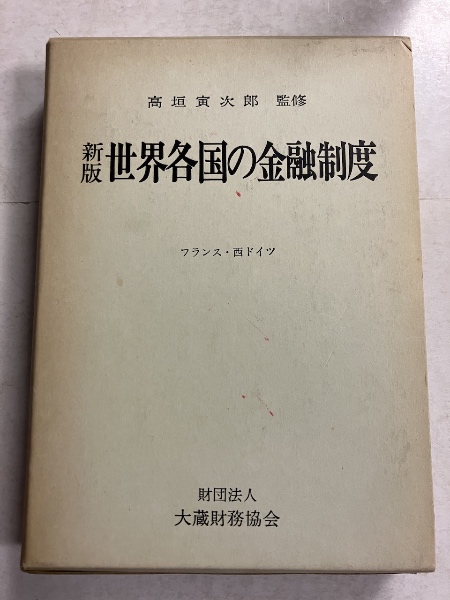 高垣寅次郎 監修
新版 世界各国の金融制度
フランス・西ドイツ
財団法人
大蔵財務協会